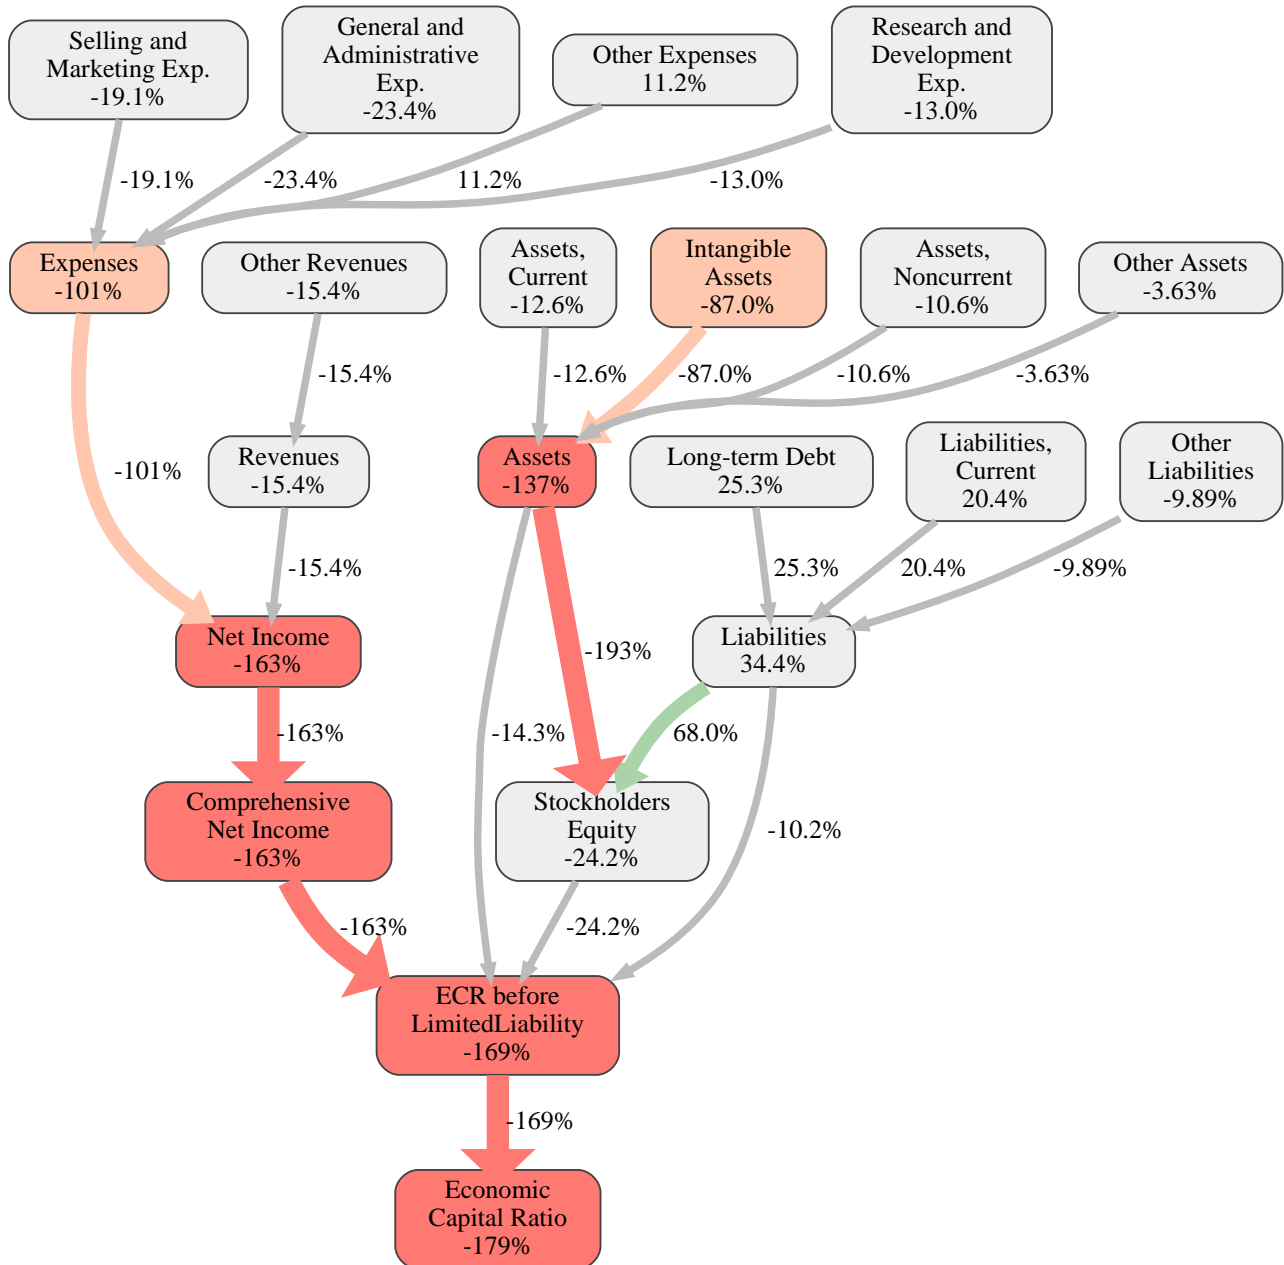 Selling and
Marketing Exp.
-19.1%
General and
Administrative
Exp.
-23.4%
Other Expenses
11.2%
Research and
Development
Exp.
-13.0%
-19.1%
-23.4%
11.2%
-13.0%
Expenses
-101%
Other Revenues
-15.4%
Assets,
Current
-12.6%
Intangible
Assets
-87.0%
Assets,
Noncurrent
-10.6%
Other Assets
-3.63%
-15.4%
-12.6%
-87.0%
-10.6%
-3.63%
-101%
Revenues
-15.4%
Assets
-137%
Long-term Debt
25.3%
Liabilities,
Current
20.4%
Other
Liabilities
-9.89%
-15.4%
25.3%
20.4%
-9.89%
Net Income
-163%
-193%
Liabilities
34.4%
-163%
-14.3%
68.0%
Comprehensive
Net Income
-163%
Stockholders
Equity
-24.2%
-10.2%
-163%
-24.2%
ECR before
LimitedLiability
-169%
-169%
Economic
Capital Ratio
-179%